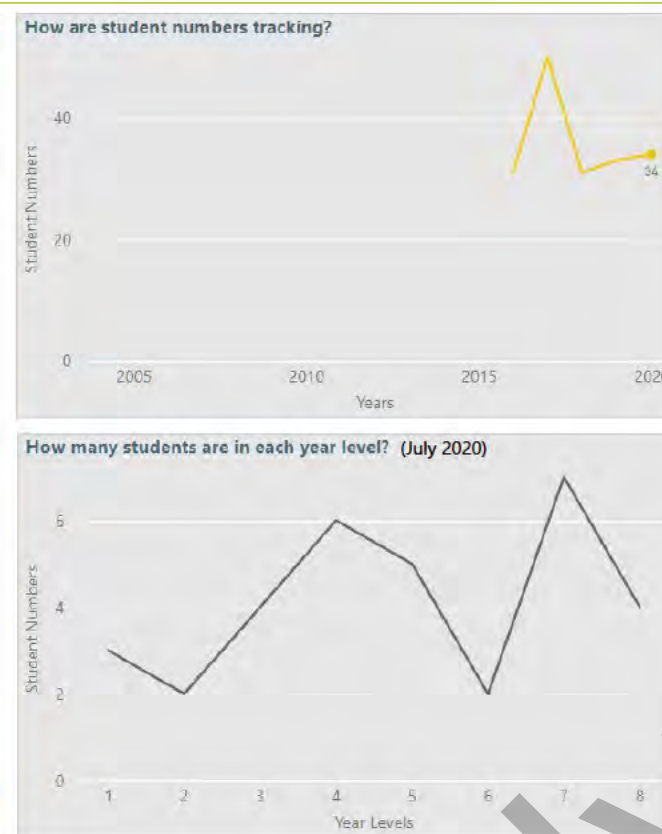 How are student numbers tracking?
Student Numbers
40
20
0
34
2005 2010 2015 2020
Years
How many students are in each year level? (July 2020)
Student Numbers
6
4
2
0
1 2 3 4 5 6 7 8
Year Levels